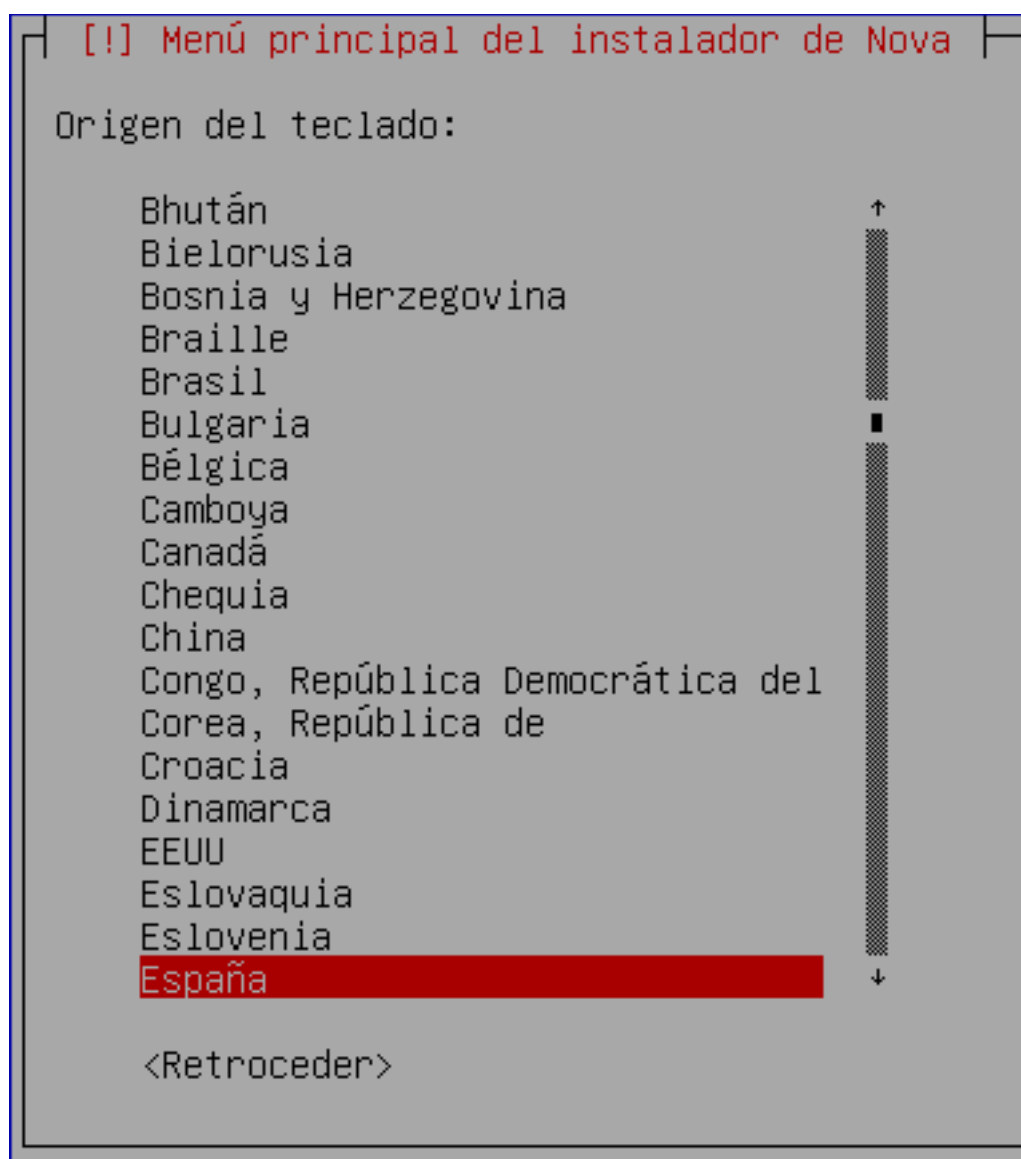 [!] Menú principal del instalador de Nova
Origen del teclado:
Bhután
Bielorusia
Bosnia y Herzegovina
Braille
Brasil
Bulgaria
Bélgica
Camboya
Canadá
Chequia
China
Congo, República Democrática del
Corea, República de
Croacia
Dinamarca
EEUU
Eslovaquia
Eslovenia
España
<Retroceder>